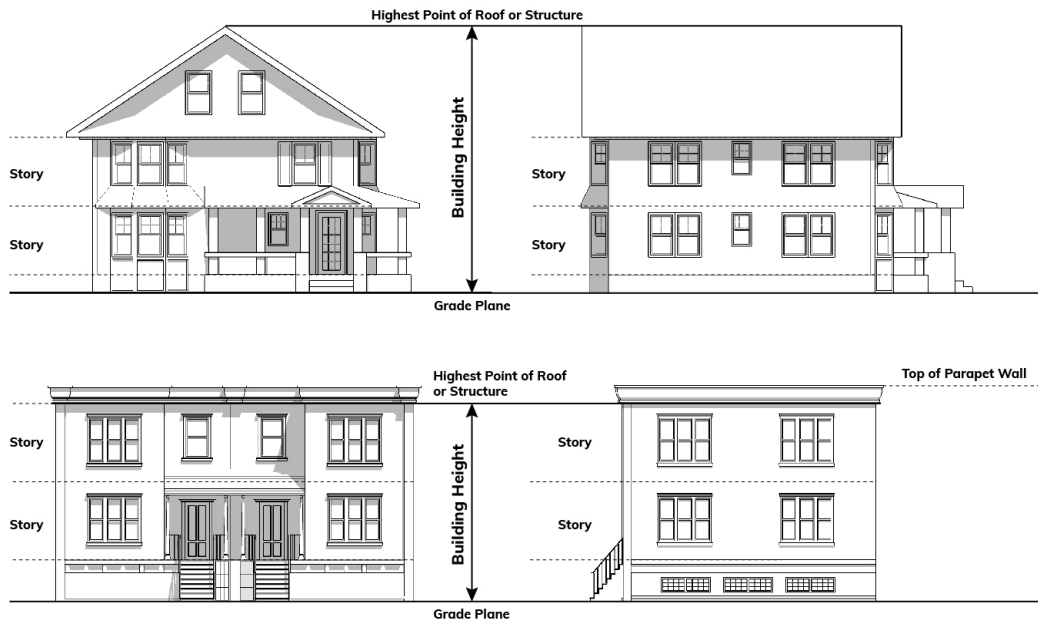 Highest Point of Roof or Structure
Building Height
Story
Story
Story
Story
Grade Plane
Highest Point of Roof
or Structure
Top of Parapet Wall
Building Height
Story
Story
Story
Story
Grade Plane